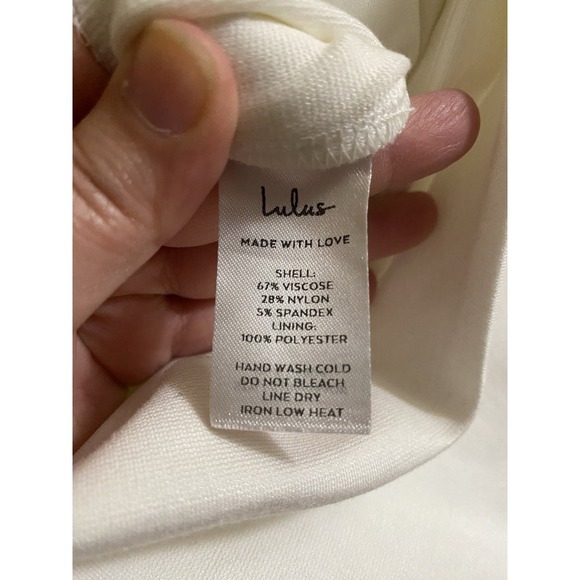 Lulus
MADE WITH LOVE
SHELL:
67% VISCOSE
28% NYLON
5% SPANDEX
LINING:
100% POLYESTER
HAND WASH COLD
DO NOT BLEACH
LINE DRY
IRON LOW HEAT